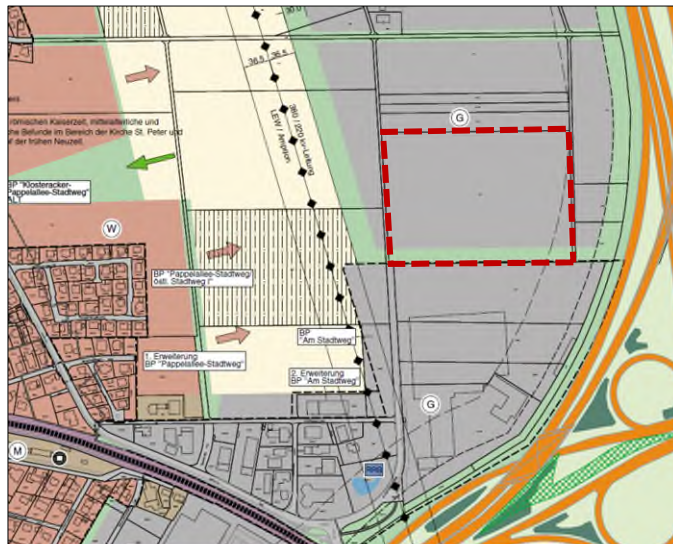 30.0
36.5 36.5
380 / 220 kv-Leitung
LEW / Amprion
G
römischen Kaiserzeit, mittelalterliche und
che Befunde im Bereich der Kirche St. Peter und
f der frühen Neuzeit.
BP "Klosteracker-
Pappelallee-Stadtweg"
ALT
W
BP "Pappelallee-Stadtweg/
östl. Stadtweg I"
BP
"Am Stadtweg"
1. Erweiterung
BP "Pappelallee-Stadtweg"
2. Erweiterung
BP "Am Stadtweg"
G
M
RRB